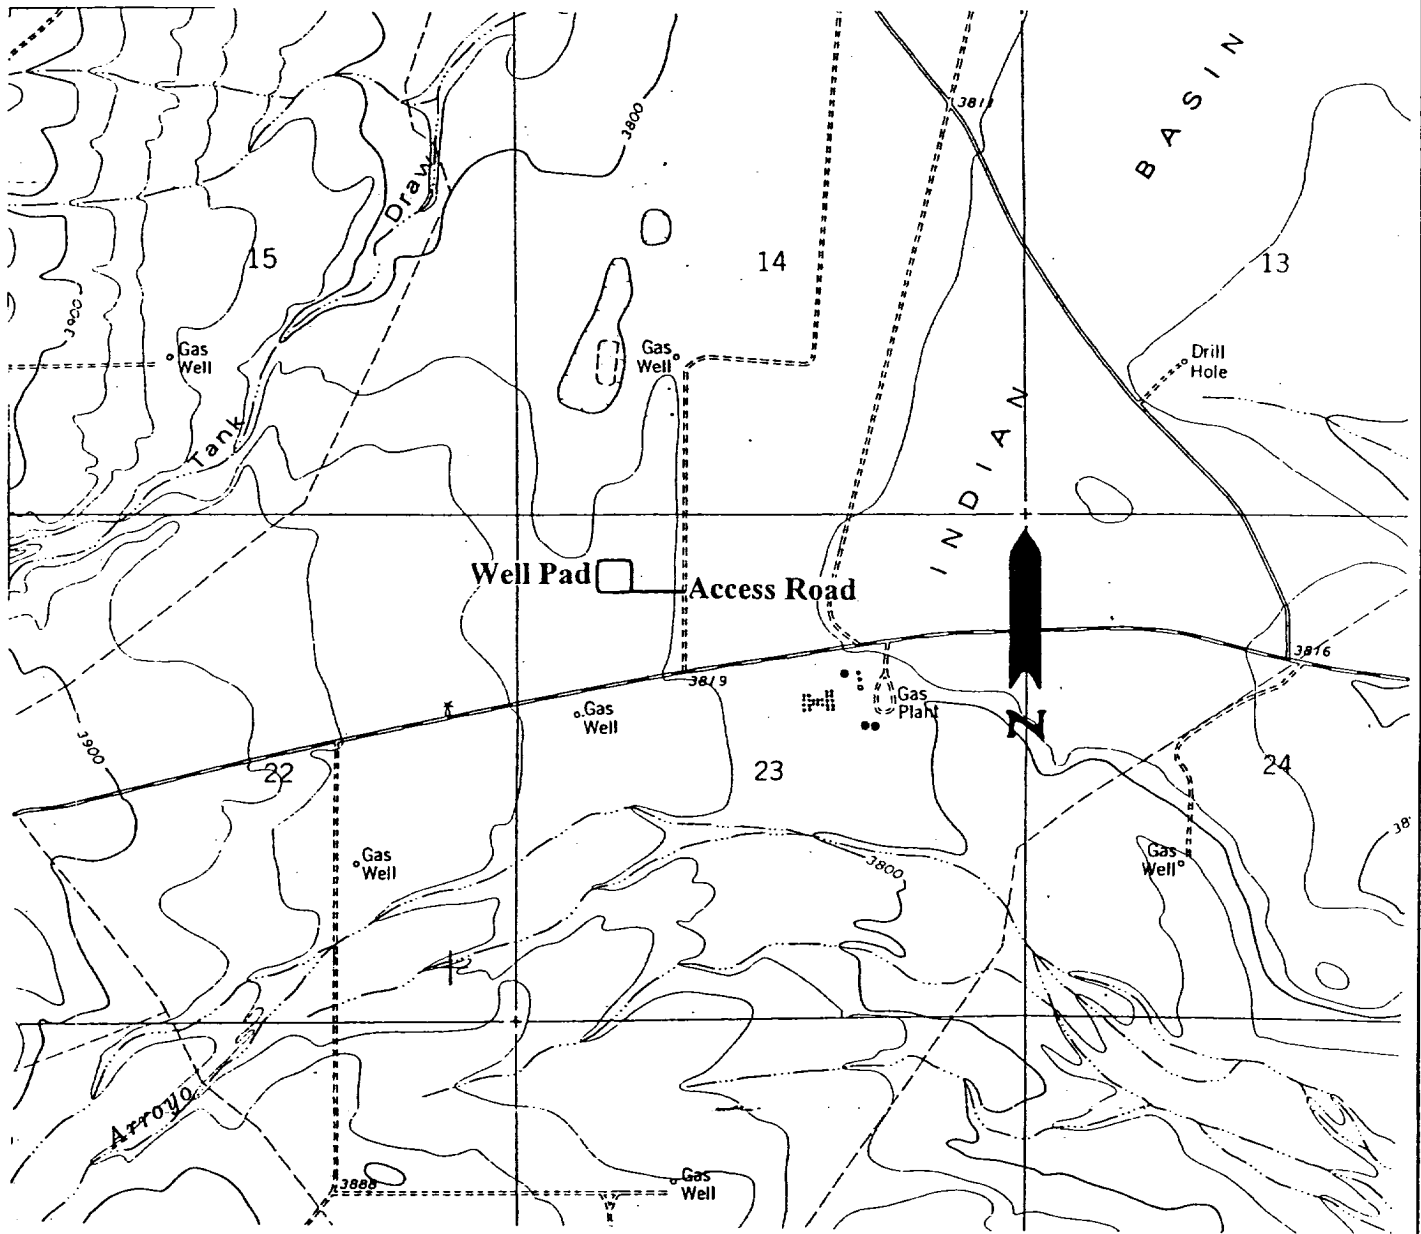 BASIN
3811
3800
Draw
15
14
13
3900
Gas
Well
Gas
Well
Drill
Hole
INDIAN
Tank
Well Pad
Access Road
3816
3819
Gas
Plant
Gas
Well
N
3900
22
23
24
Gas
Well
3800
Gas
Well
Arroyo
3888
Gas
Well